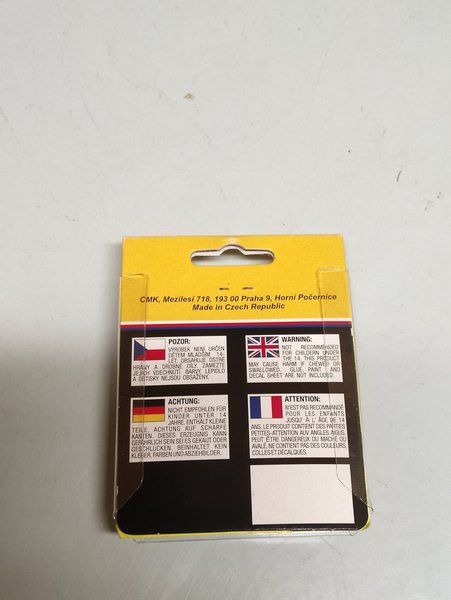 CMK, Mezilesí 718, 193 00 Praha 9, Horní Počernice
Made in Czech Republic
POZOR:
VÝROBEK NENÍ URČEN
DĚTEM MLADŠÍM 14-
LET. OBSAHUJE OSTRÉ
HRANY A DROBNÉ DÍLY. ZAMEZTE
JEJICH VDECHNUTÍ. BARVY, LEPIDLO
A OBTISKY NEJSOU OBSAŽENY.
WARNING:
NOT RECOMMENDED
FOR CHILDERN UNDER
THE 14. THIS PRODUCT
MAY CAUSE HARM IF CHEWED OR
SWALLOWED. GLUE, PAINT AND
DECAL SHEET ARE NOT INCLUDED.
ACHTUNG:
NICHT EMPFOHLEN FÜR
KINDER UNTER 14
JAHRE. ENTHÄLT KLEINE
TEILE, ACHTUNG AUF SCHARFE
KANTEN. DIESES ERZEIGNIS KANN
GEFÄHRLICH SEIN SEI ES GEKAUT ODER
GESCHLUCKEN. BEINHALTET KEIN
KLEBER, FARBEN UND ABZIEHBILDER.
ATTENTION:
N'EST PAS RECOMMANDÉ
POUR LES ENFANTS
JUSQU'À L'ÂGE DE 14
ANS. LE PRODUIT CONTIENT DES PARTIES
PETITES-ATTENTION AUX ANGLES AIGUS.
PEUT ÊTRE DANGEREUX OU MÂCHÉ OU
AVALÉ. NE CONTIENT PAS DES COULEURS,
COLLES ET DÉCALQUES.